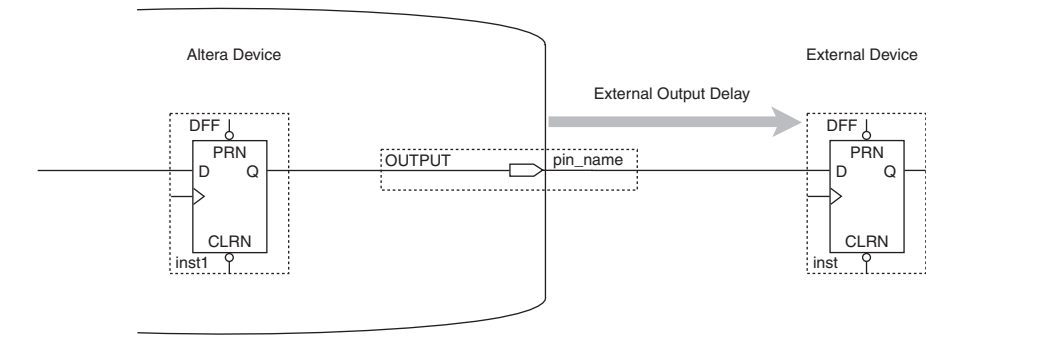 Altera Device
External Device
External Output Delay
DFF
PRN
D Q
CLRN
inst1
OUTPUT
pin_name
DFF
PRN
D Q
CLRN
inst